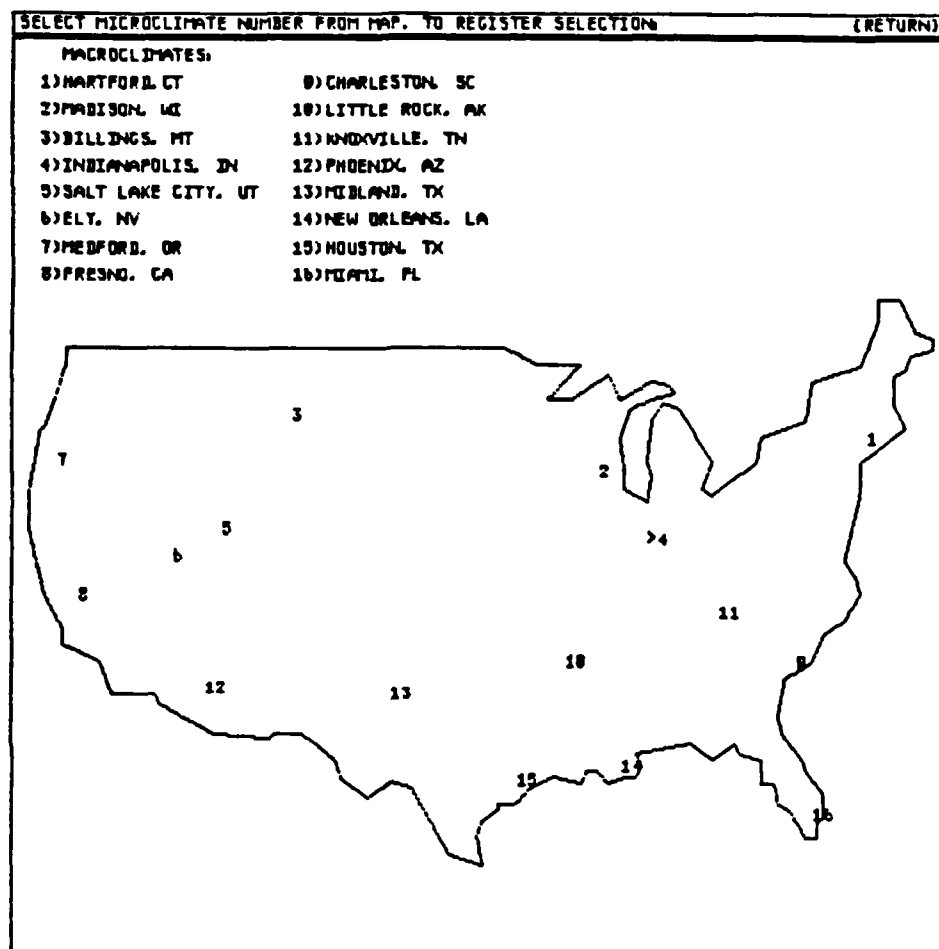 SELECT MICROCLIMATE NUMBER FROM MAP. TO REGISTER SELECTION: (RETURN)
MACROCLIMATES:
1)HARTFORD, CT
2)MADISON, WI
3)BILLINGS, MT
4)INDIANAPOLIS, IN
5)SALT LAKE CITY, UT
6)ELY, NV
7)MEDFORD, OR
8)FRESNO, CA
9)CHARLESTON, SC
10)LITTLE ROCK, AK
11)KNOXVILLE, TN
12)PHOENIX, AZ
13)MIDLAND, TX
14)NEW ORLEANS, LA
15)HOUSTON, TX
16)MIAMI, FL
3
1
7
2
5
>4
6
8
11
10
9
12
13
14
15
16